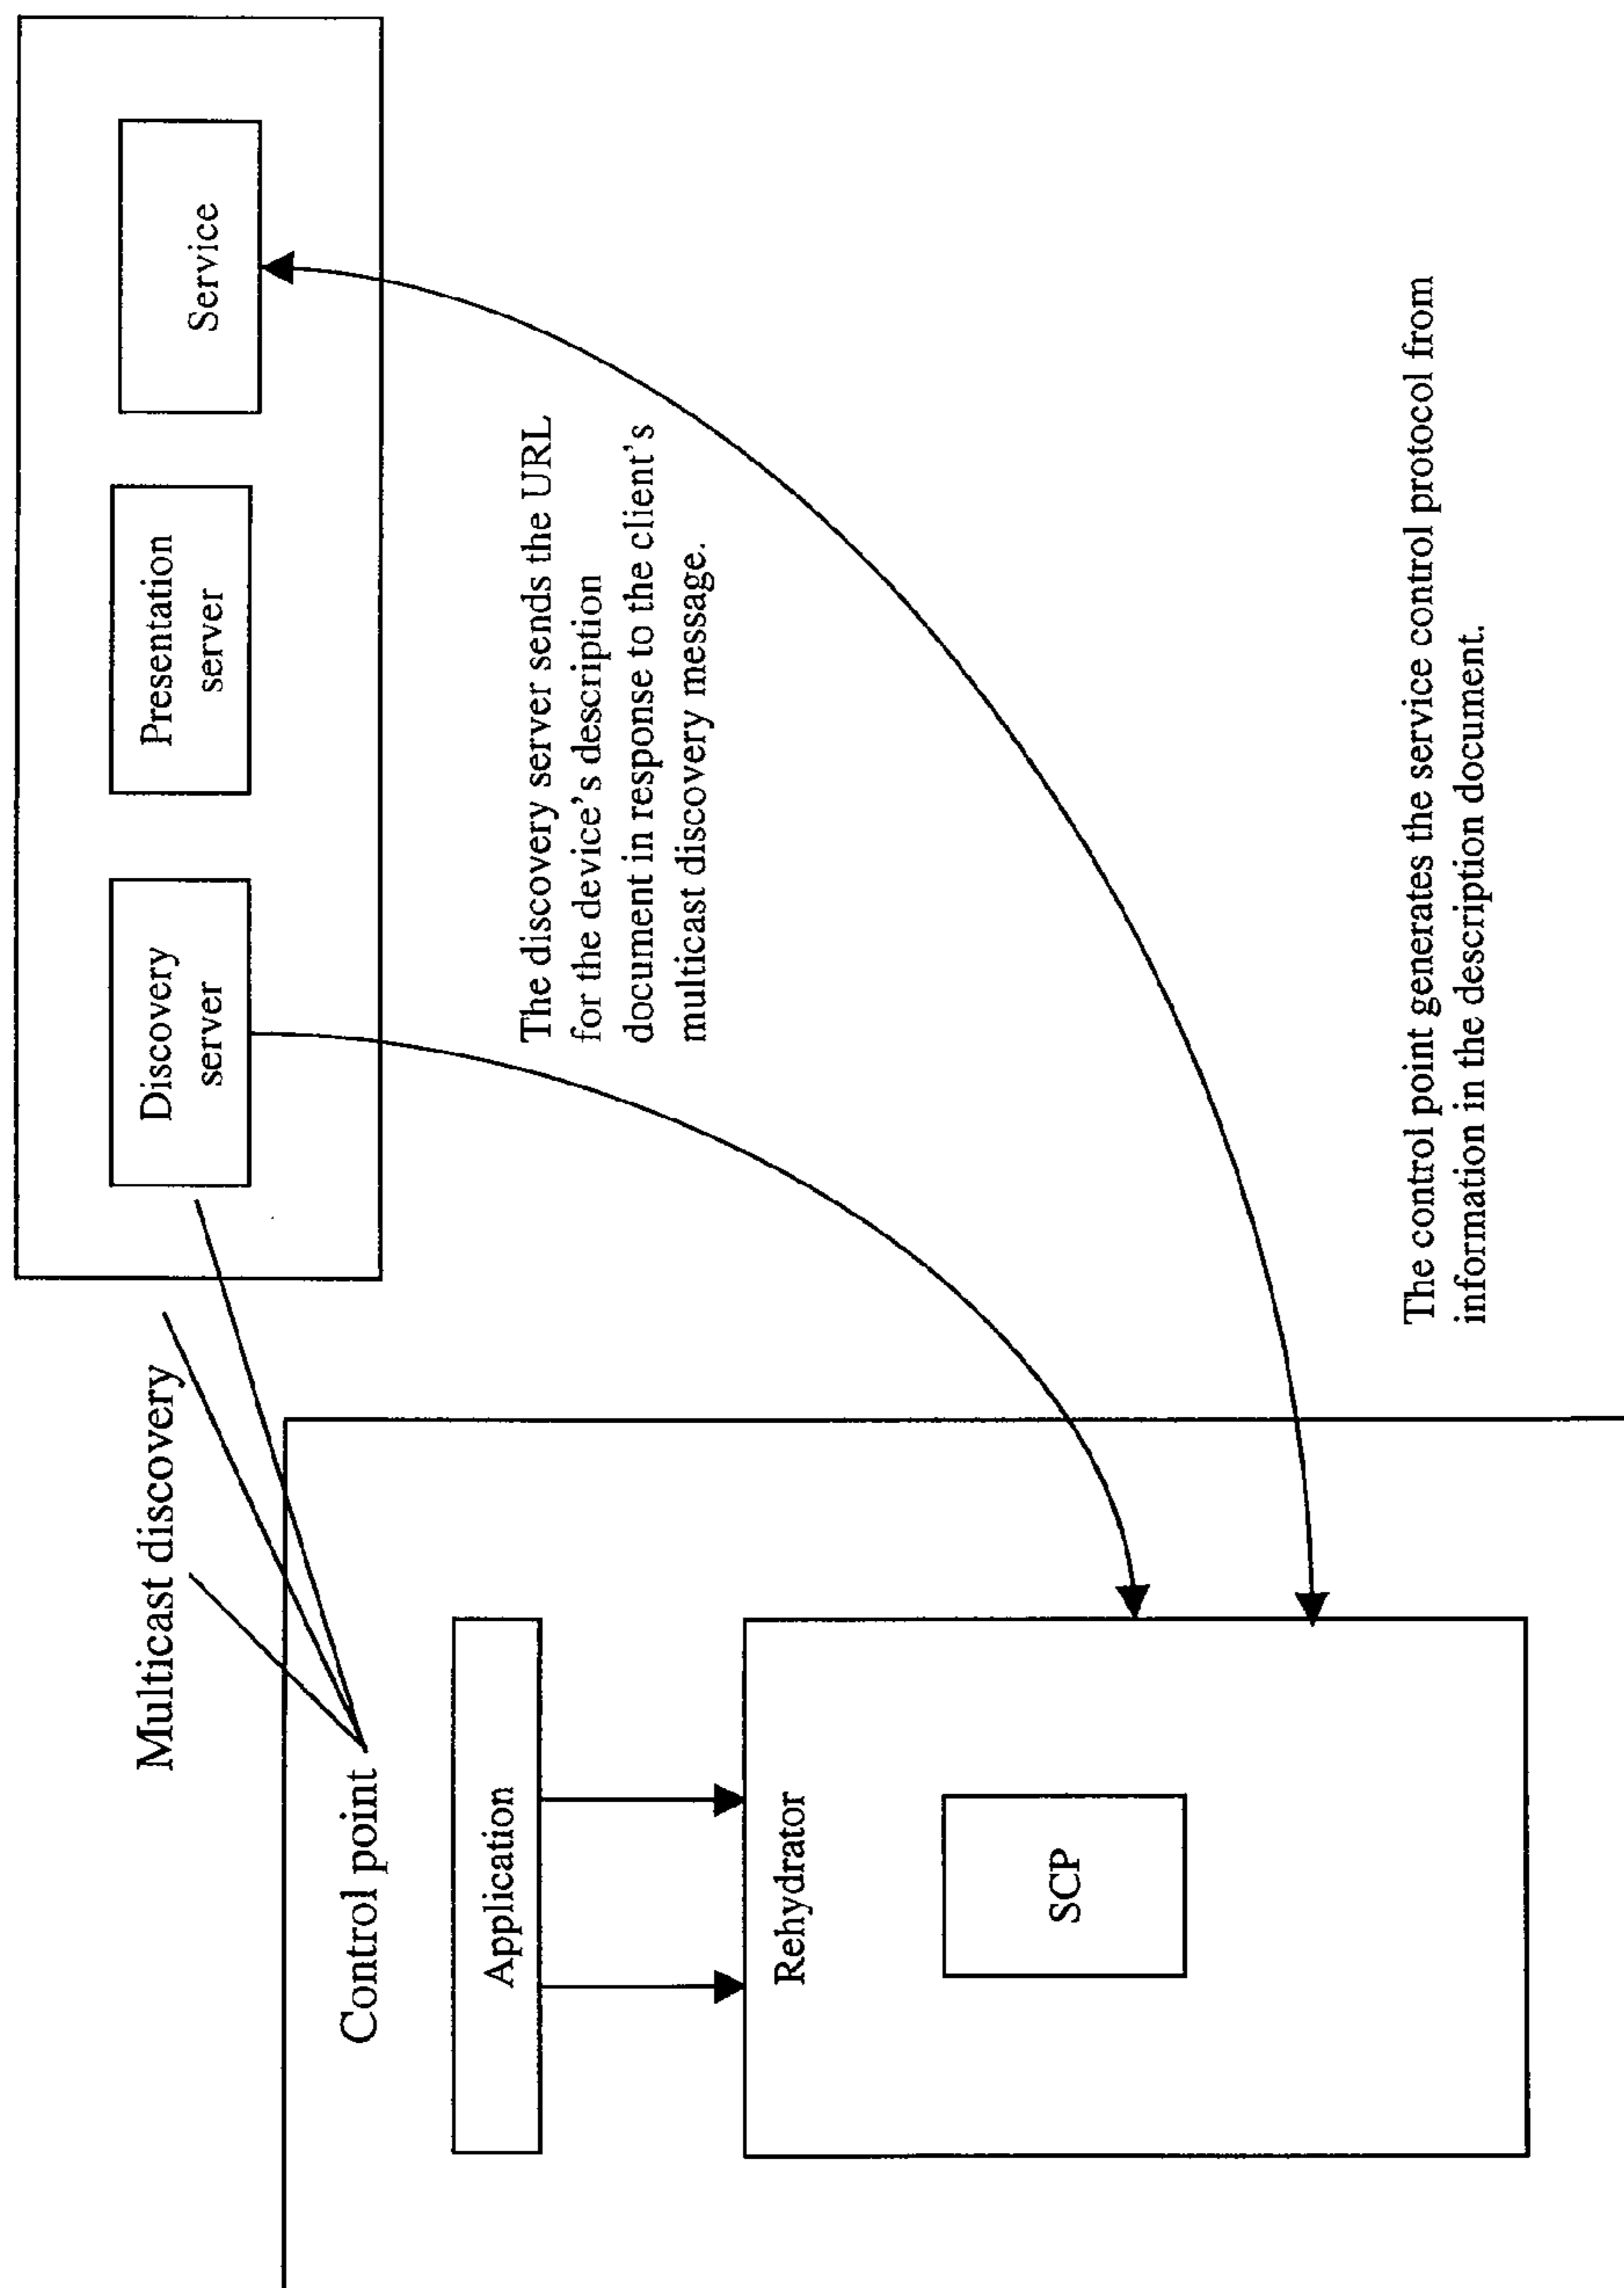 Multicast discovery
Control point
Application
Rehydrator
SCP
Discovery
server
Presentation
server
Service
The discovery server sends the URL
for the device's description
document in response to the client's
multicast discovery message.
The control point generates the service control protocol from
information in the description document.